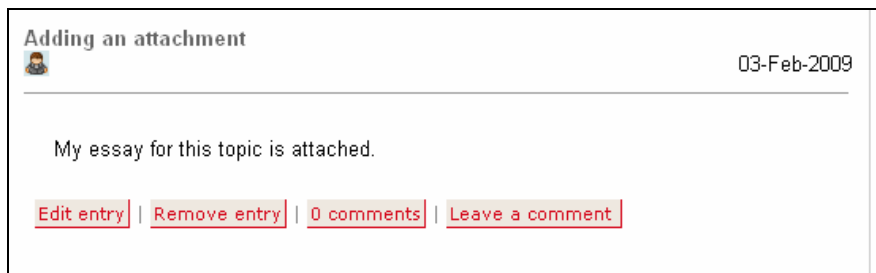 Adding an attachment
03-Feb-2009
My essay for this topic is attached.
Edit entry | Remove entry | 0 comments | Leave a comment